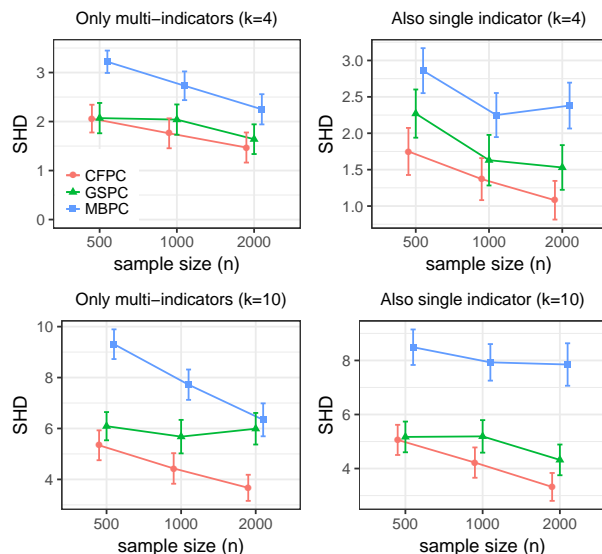 Only multi−indicators (k=4)
SHD
3
2
1
0
CFPC
GSPC
MBPC
500 1000 2000
sample size (n)
Also single indicator (k=4)
SHD
3.0
2.5
2.0
1.5
1.0
500 1000 2000
sample size (n)
Only multi−indicators (k=10)
SHD
10
8
6
4
500 1000 2000
sample size (n)
Also single indicator (k=10)
SHD
8
6
4
500 1000 2000
sample size (n)